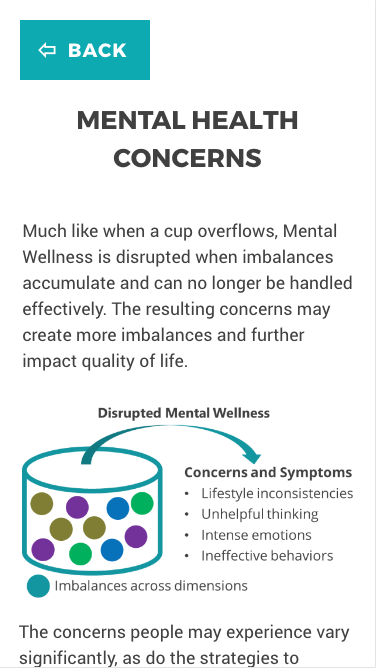 ⇦ BACK
MENTAL HEALTH
CONCERNS
Much like when a cup overflows, Mental
Wellness is disrupted when imbalances
accumulate and can no longer be handled
effectively. The resulting concerns may
create more imbalances and further
impact quality of life.
Disrupted Mental Wellness
Concerns and Symptoms
• Lifestyle inconsistencies
• Unhelpful thinking
• Intense emotions
• Ineffective behaviors
Imbalances across dimensions
The concerns people may experience vary
significantly, as do the strategies to